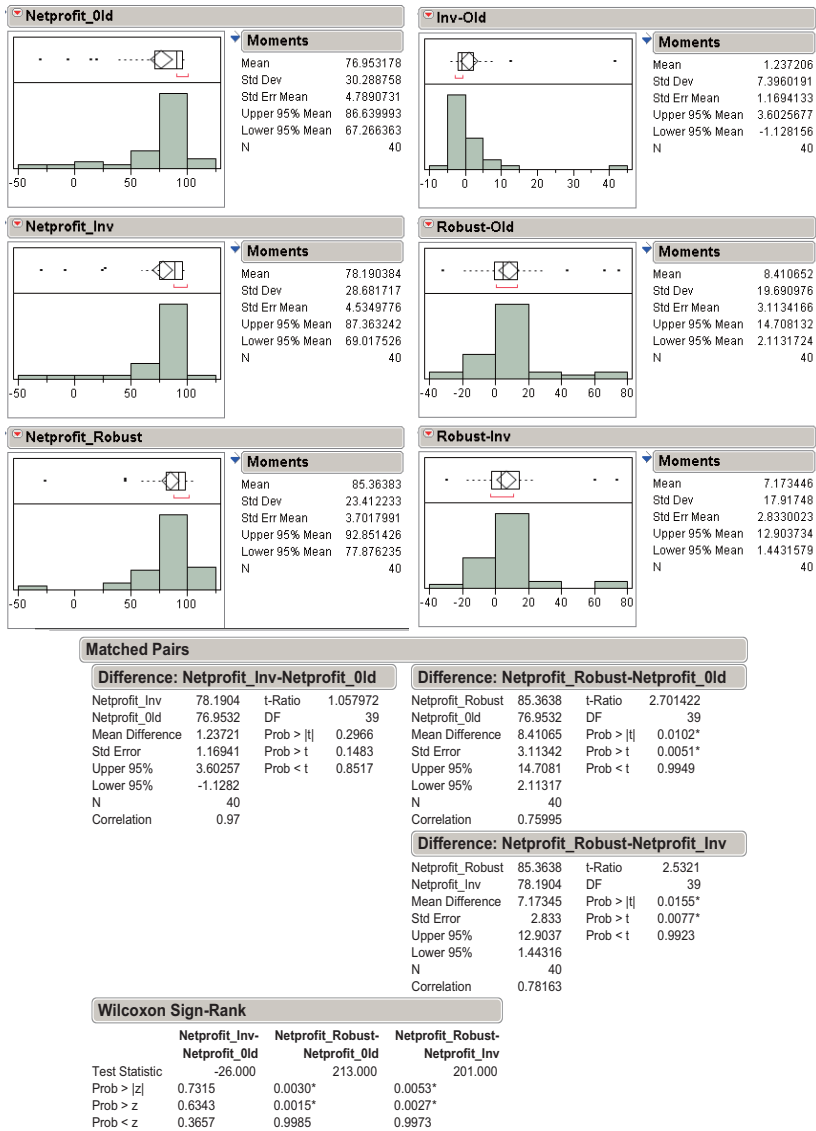 Netprofit_0ld
Moments
Mean 76.953178
Std Dev 30.288758
Std Err Mean 4.7890731
Upper 95% Mean 86.639993
Lower 95% Mean 67.266363
N 40
-50 0 50 100
Inv-Old
Moments
Mean 1.237206
Std Dev 7.3960191
Std Err Mean 1.1694133
Upper 95% Mean 3.6025677
Lower 95% Mean -1.128156
N 40
-10 0 10 20 30 40
Netprofit_Inv
Moments
Mean 78.190384
Std Dev 28.681717
Std Err Mean 4.5349776
Upper 95% Mean 87.363242
Lower 95% Mean 69.017526
N 40
-50 0 50 100
Robust-Old
Moments
Mean 8.410652
Std Dev 19.690976
Std Err Mean 3.1134166
Upper 95% Mean 14.708132
Lower 95% Mean 2.1131724
N 40
-40 -20 0 20 40 60 80
Netprofit_Robust
Moments
Mean 85.36383
Std Dev 23.412233
Std Err Mean 3.7017991
Upper 95% Mean 92.851426
Lower 95% Mean 77.876235
N 40
-50 0 50 100
Robust-Inv
Moments
Mean 7.173446
Std Dev 17.91748
Std Err Mean 2.8330023
Upper 95% Mean 12.903734
Lower 95% Mean 1.4431579
N 40
-40 -20 0 20 40 60 80
Matched Pairs
Difference: Netprofit_Inv-Netprofit_0ld
Netprofit_Inv 78.1904 t-Ratio 1.057972
Netprofit_0ld 76.9532 DF 39
Mean Difference 1.23721 Prob > |t| 0.2966
Std Error 1.16941 Prob > t 0.1483
Upper 95% 3.60257 Prob < t 0.8517
Lower 95% -1.1282
N 40
Correlation 0.97
Difference: Netprofit_Robust-Netprofit_0ld
Netprofit_Robust 85.3638 t-Ratio 2.701422
Netprofit_0ld 76.9532 DF 39
Mean Difference 8.41065 Prob > |t| 0.0102*
Std Error 3.11342 Prob > t 0.0051*
Upper 95% 14.7081 Prob < t 0.9949
Lower 95% 2.11317
N 40
Correlation 0.75995
Difference: Netprofit_Robust-Netprofit_Inv
Netprofit_Robust 85.3638 t-Ratio 2.5321
Netprofit_Inv 78.1904 DF 39
Mean Difference 7.17345 Prob > |t| 0.0155*
Std Error 2.833 Prob > t 0.0077*
Upper 95% 12.9037 Prob < t 0.9923
Lower 95% 1.44316
N 40
Correlation 0.78163
Wilcoxon Sign-Rank
Netprofit_Inv- Netprofit_Robust- Netprofit_Robust-
Netprofit_0ld Netprofit_0ld Netprofit_Inv
Test Statistic -26.000 213.000 201.000
Prob > |z| 0.7315 0.0030* 0.0053*
Prob > z 0.6343 0.0015* 0.0027*
Prob < z 0.3657 0.9985 0.9973